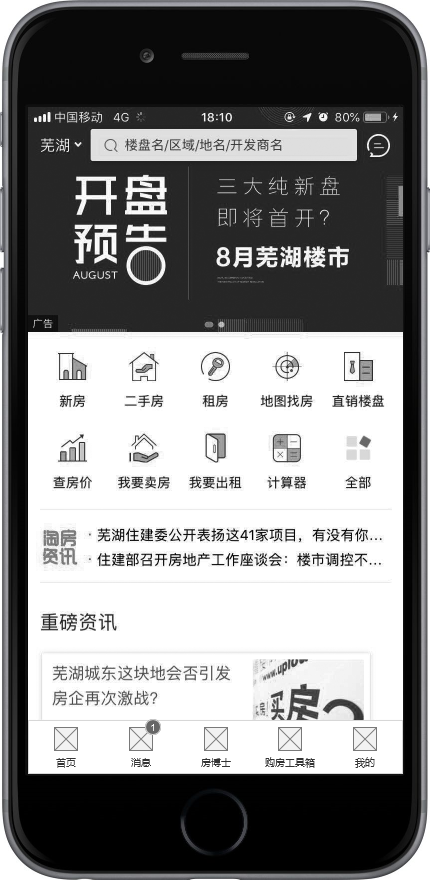 中国移动 4G 18:10 80%
芜湖 楼盘名/区域/地名/开发商名
开盘
预告
AUGUST
三大纯新盘
即将首开？
8月芜湖楼市
广告
新房 二手房 租房 地图找房 直销楼盘
查房价 我要卖房 我要出租 计算器 全部
淘房
资讯
· 芜湖住建委公开表扬这41家项目，有没有你...
· 住建部召开房地产工作座谈会：楼市调控不...
重磅资讯
芜湖城东这块地会否引发
房企再次激战？
www.uplo
买房?
1
首页 消息 房博士 购房工具箱 我的